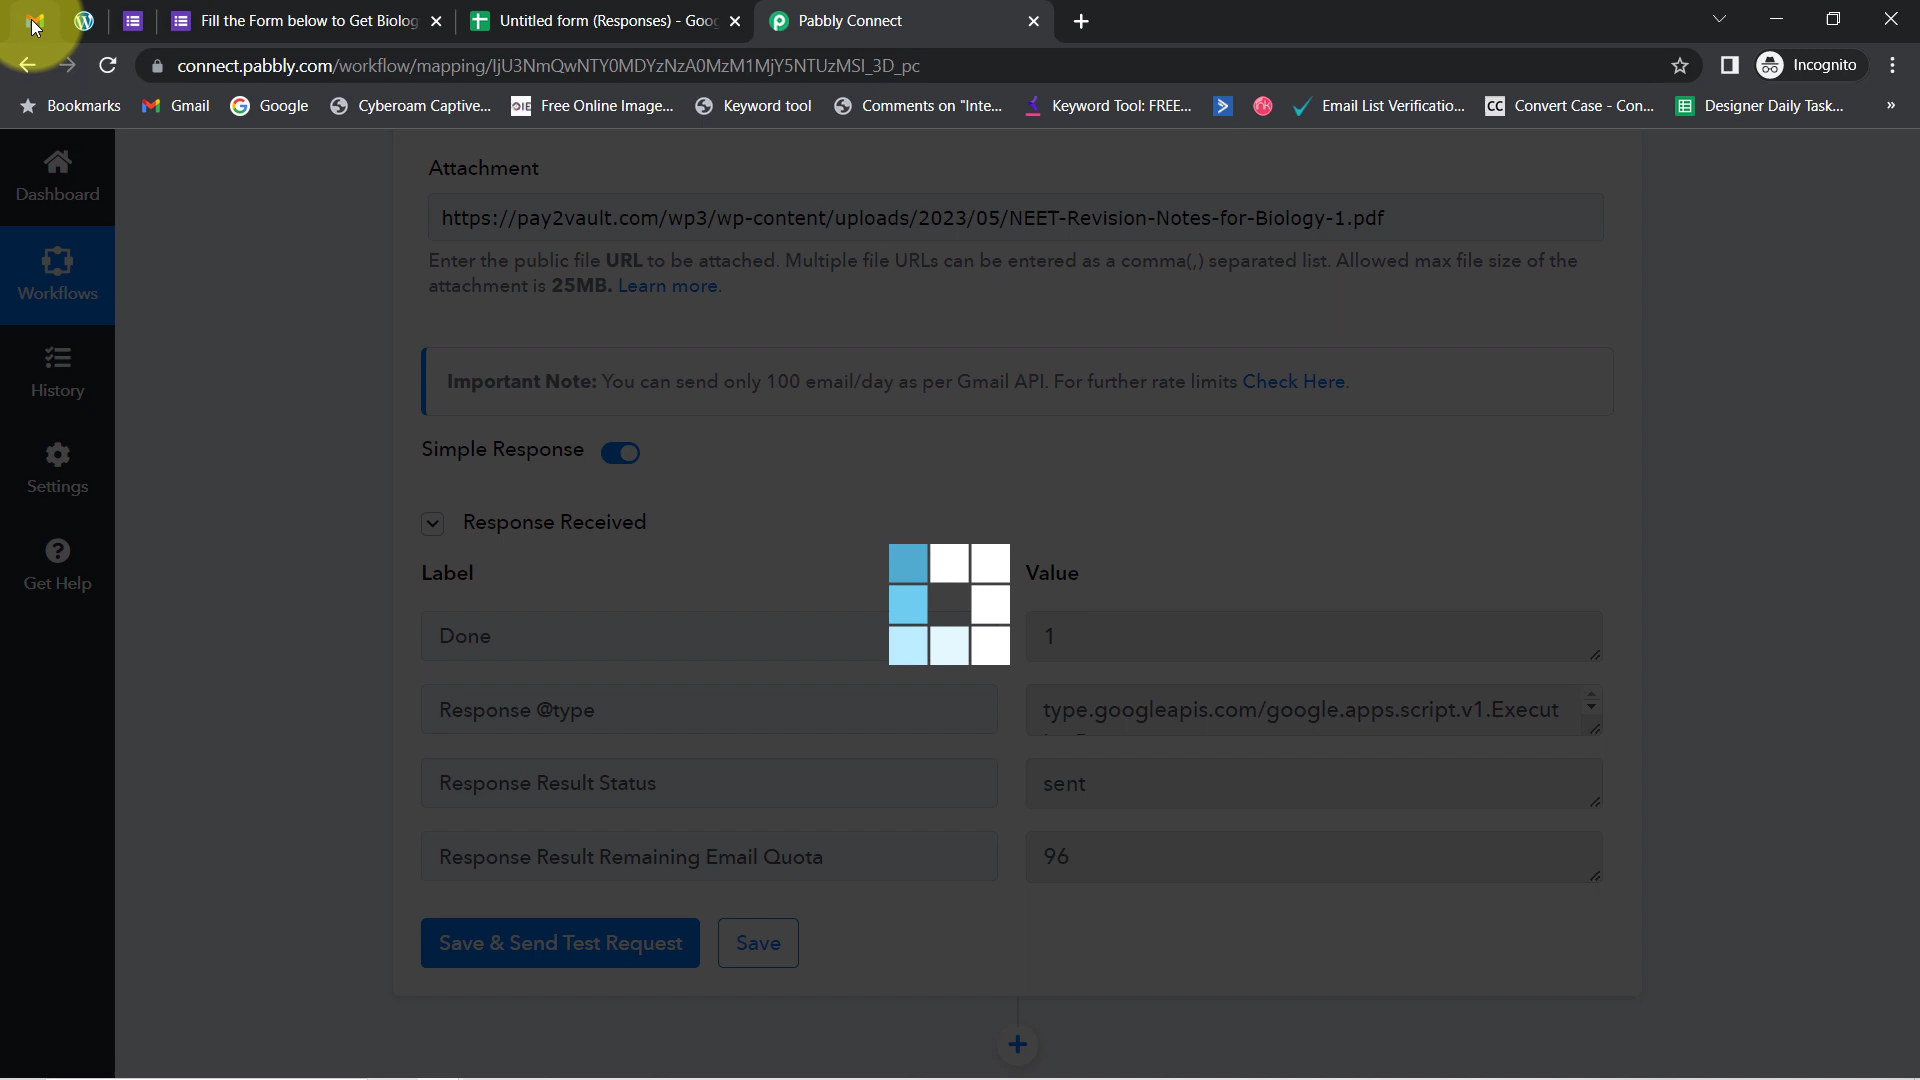 Fill the Form below to Get Biolog
Untitled form (Responses) - Goog
Pabbly Connect
connect.pabbly.com/workflow/mapping/IjU3NmQwNTY0MDYzNzA0MzM1MjY5NTUzMSI_3D_pc
Incognito
Bookmarks
Gmail
Google
Cyberoam Captive...
Free Online Image...
Keyword tool
Comments on "Inte...
Keyword Tool: FREE...
Email List Verificatio...
CC
Convert Case - Con...
Designer Daily Task...
»
Dashboard
Workflows
History
Settings
Get Help
Attachment
https://pay2vault.com/wp3/wp-content/uploads/2023/05/NEET-Revision-Notes-for-Biology-1.pdf
Enter the public file URL to be attached. Multiple file URLs can be entered as a comma(,) separated list. Allowed max file size of the
attachment is 25MB. Learn more.
Important Note: You can send only 100 email/day as per Gmail API. For further rate limits Check Here.
Simple Response
Response Received
Label
Value
Done
1
Response @type
type.googleapis.com/google.apps.script.v1.Execut
Response Result Status
sent
Response Result Remaining Email Quota
96
Save & Send Test Request
Save